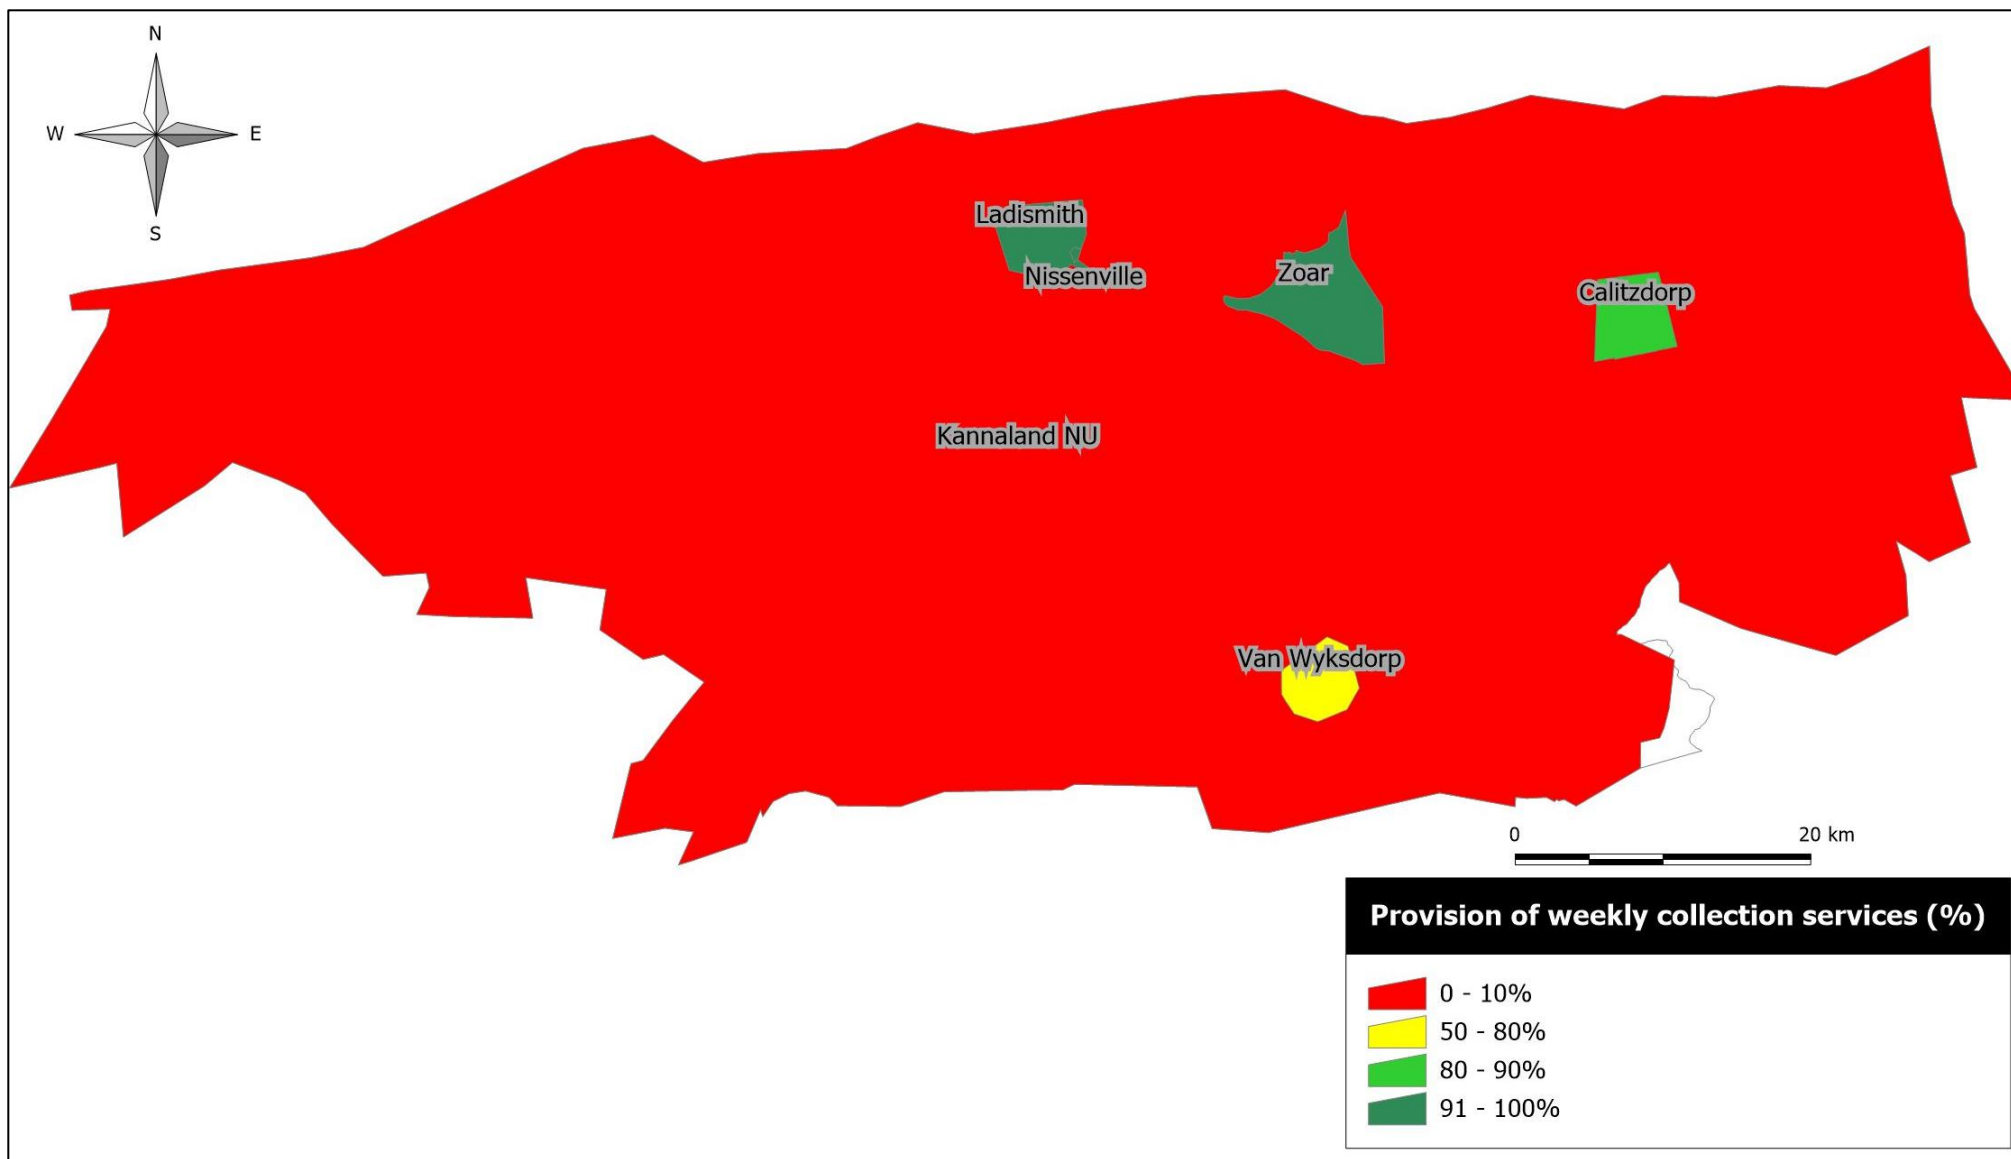 N
W E
S
Ladismith
Nissenville
Zoar
Calitzdorp
Kannaland NU
Van Wyksdorp
0 20 km
Provision of weekly collection services (%)
0 - 10%
50 - 80%
80 - 90%
91 - 100%